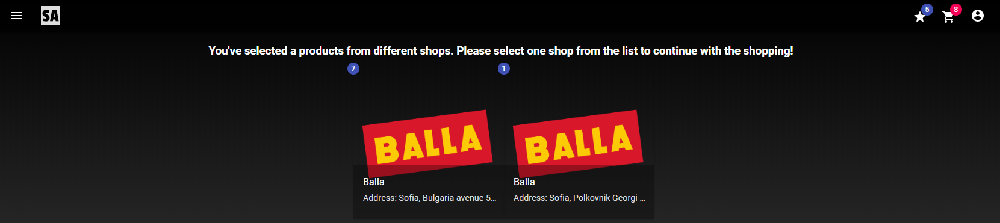 SA
5
8
You've selected a products from different shops. Please select one shop from the list to continue with the shopping!
7
1
BALLA
BALLA
Balla
Balla
Address: Sofia, Bulgaria avenue 5...
Address: Sofia, Polkovnik Georgi ...